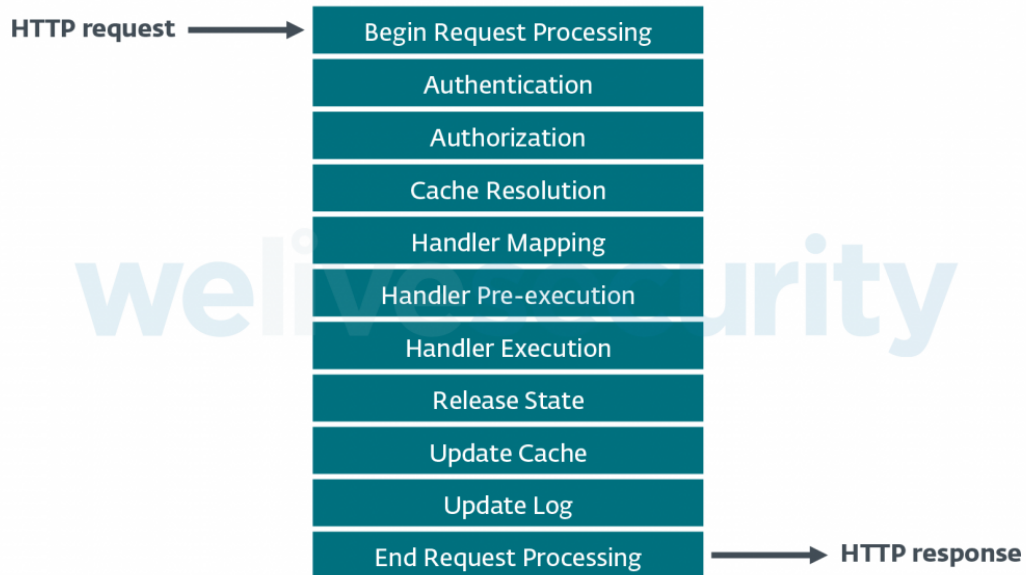 HTTP request
Begin Request Processing
Authentication
Authorization
Cache Resolution
Handler Mapping
welivesecurity
Handler Pre-execution
Handler Execution
Release State
Update Cache
Update Log
End Request Processing
HTTP response